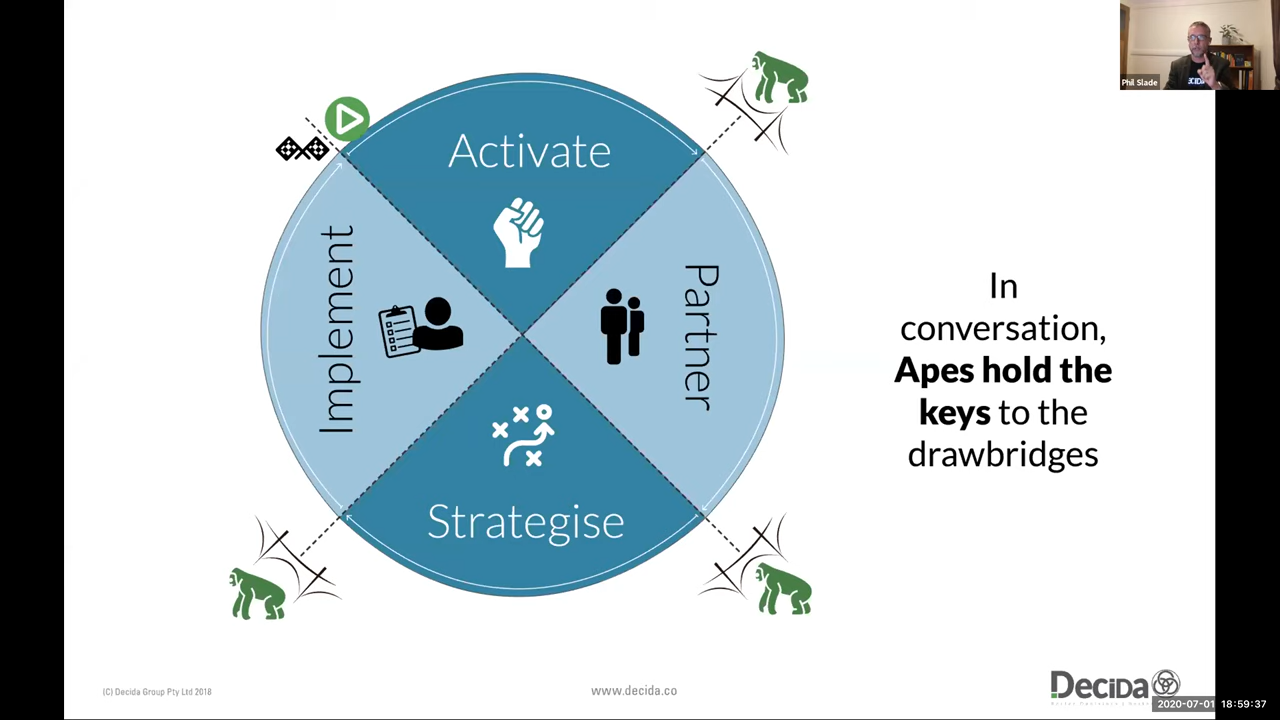 Phil Slade
DECIDA
Activate
Implement
Partner
Strategise
In
conversation,
Apes hold the
keys to the
drawbridges
(C) Decida Group Pty Ltd 2018
www.decida.co
Decida
2020-07-01 18:59:37